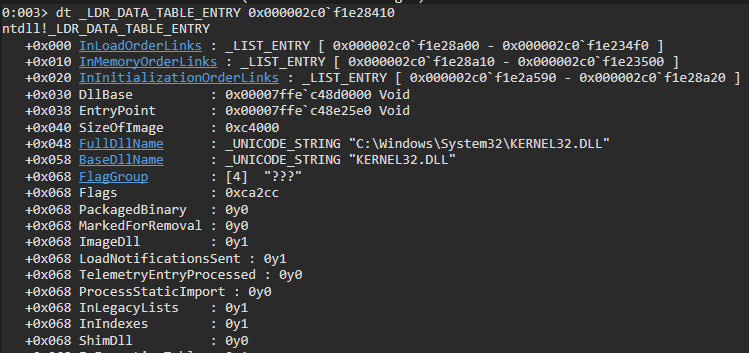 0:003> dt _LDR_DATA_TABLE_ENTRY 0x000002c0`f1e28410
ntdll!_LDR_DATA_TABLE_ENTRY
+0x000 InLoadOrderLinks : _LIST_ENTRY [ 0x000002c0`f1e28a00 - 0x000002c0`f1e234f0 ]
+0x010 InMemoryOrderLinks : _LIST_ENTRY [ 0x000002c0`f1e28a10 - 0x000002c0`f1e23500 ]
+0x020 InInitializationOrderLinks : _LIST_ENTRY [ 0x000002c0`f1e2a590 - 0x000002c0`f1e28a20 ]
+0x030 DllBase : 0x00007ffe`c48d0000 Void
+0x038 EntryPoint : 0x00007ffe`c48e25e0 Void
+0x040 SizeOfImage : 0xc4000
+0x048 FullDllName : _UNICODE_STRING "C:\Windows\System32\KERNEL32.DLL"
+0x058 BaseDllName : _UNICODE_STRING "KERNEL32.DLL"
+0x068 FlagGroup : [4] "???"
+0x068 Flags : 0xca2cc
+0x068 PackagedBinary : 0y0
+0x068 MarkedForRemoval : 0y0
+0x068 ImageDll : 0y1
+0x068 LoadNotificationsSent : 0y1
+0x068 TelemetryEntryProcessed : 0y0
+0x068 ProcessStaticImport : 0y0
+0x068 InLegacyLists : 0y1
+0x068 InIndexes : 0y1
+0x068 ShimDll : 0y0